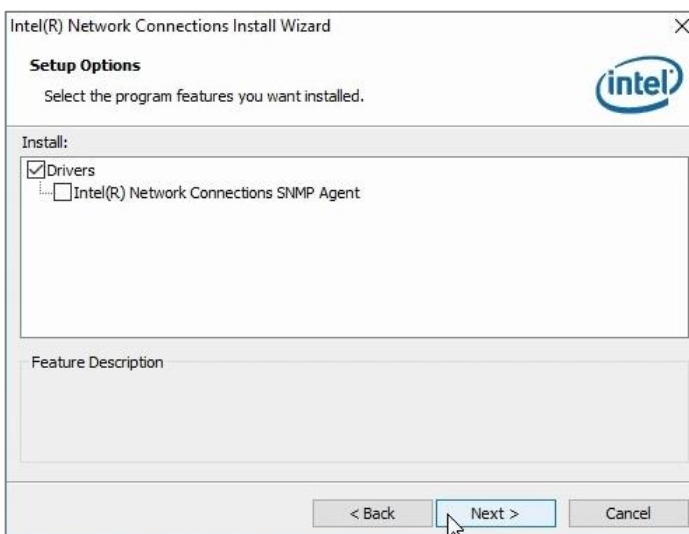 Intel(R) Network Connections Install Wizard
Setup Options
Select the program features you want installed.
intel
Install:
Drivers
Intel(R) Network Connections SNMP Agent
Feature Description
< Back
Next >
Cancel